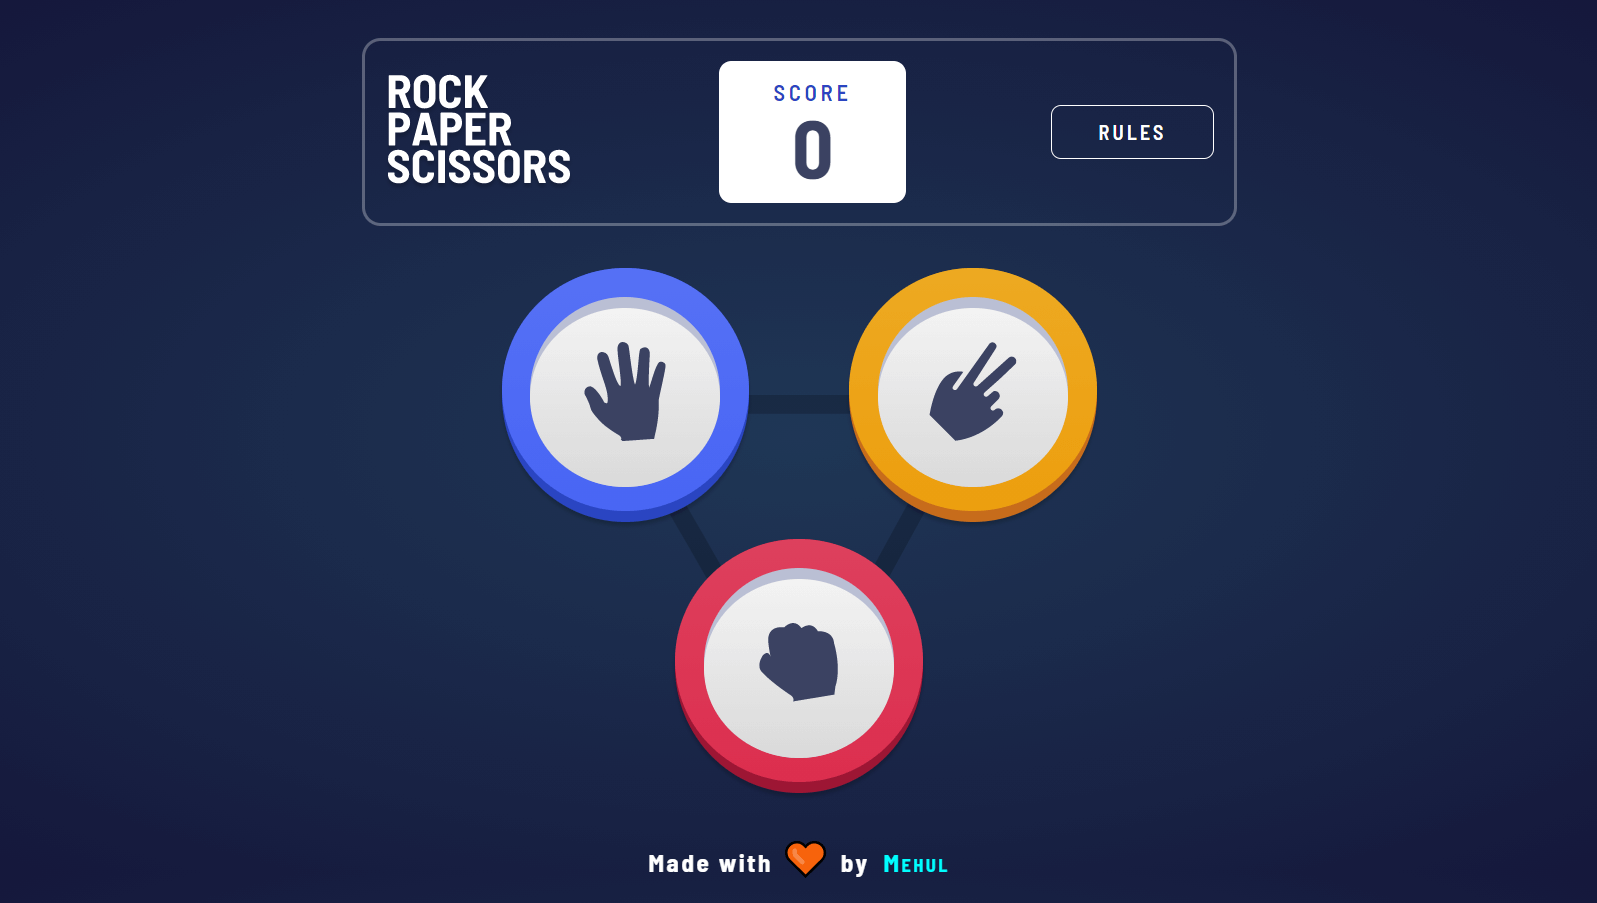 ROCK
PAPER
SCISSORS
SCORE
0
RULES
Made with by Mehul